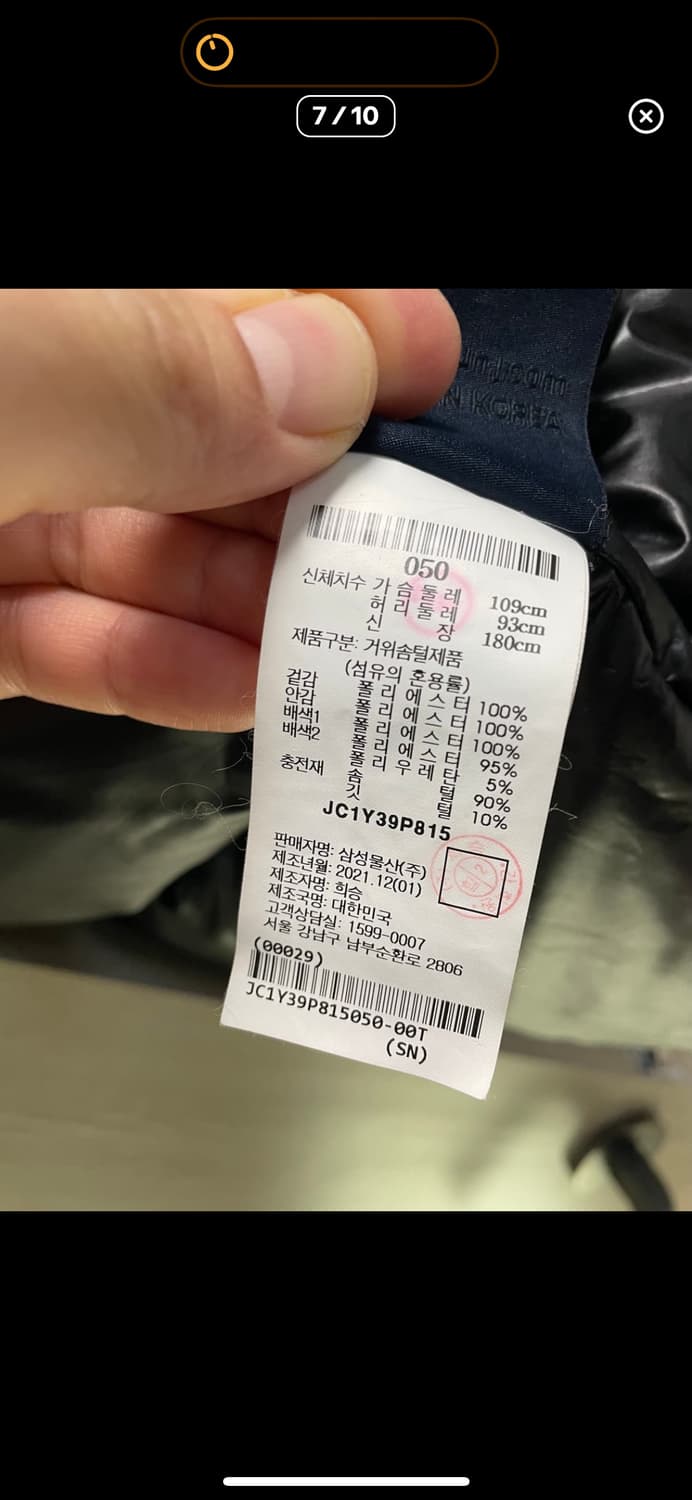 7 / 10
N KOREA
050
신체치수 가슴둘레 109cm
허리둘레 93cm
신장 180cm
제품구분: 거위솜털제품
(섬유의 혼용률)
겉감 폴리에스터 100%
안감 폴리에스터 100%
배색1 폴리에스터 100%
배색2 폴리에스터 95%
폴리우레탄 5%
충전재 솜털 90%
깃털 10%
JC1Y39P815
판매자명: 삼성물산(주)
제조년월: 2021.12(01)
제조자명: 희승
제조국명: 대한민국
고객상담실: 1599-0007
서울 강남구 남부순환로 2806
(00029)
JC1Y39P815050-00T
(SN)